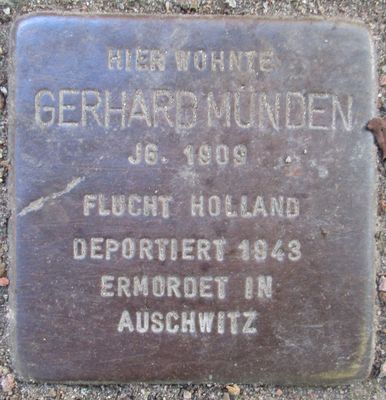 HIER WOHNTE
GERHARD MÜNDEN
JG. 1909
FLUCHT HOLLAND
DEPORTIERT 1943
ERMORDET IN
AUSCHWITZ